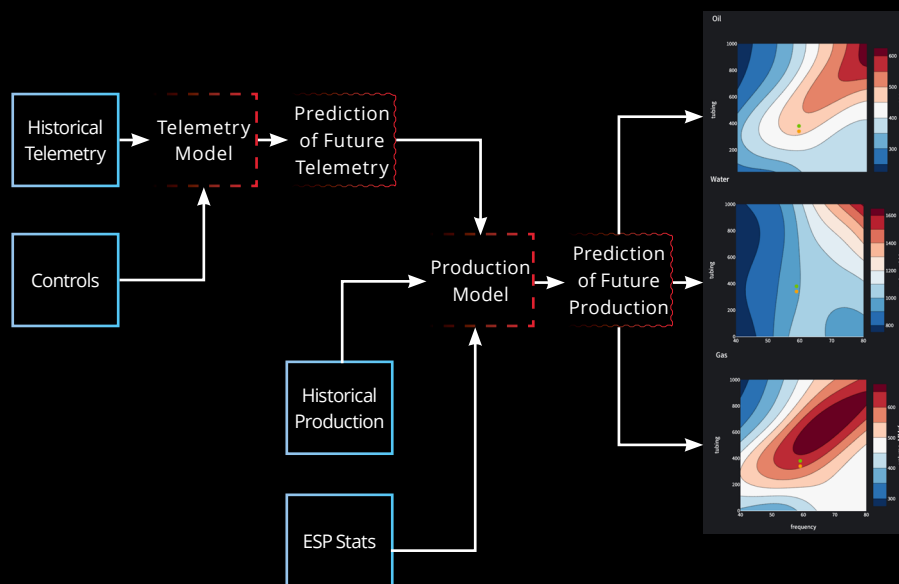 Historical
Telemetry
Telemetry
Model
Prediction
of Future
Telemetry
Controls
Production
Model
Prediction
of Future
Production
Historical
Production
ESP Stats
Oil
1000
800
600
400
200
tubing
600
500
400
300
Water
1000
800
600
400
200
0
tubing
40
50
60
70
80
1600
1400
1200
1000
800
Gas
1000
800
600
400
200
0
tubing
40
50
60
70
80
frequency
600
500
400
300